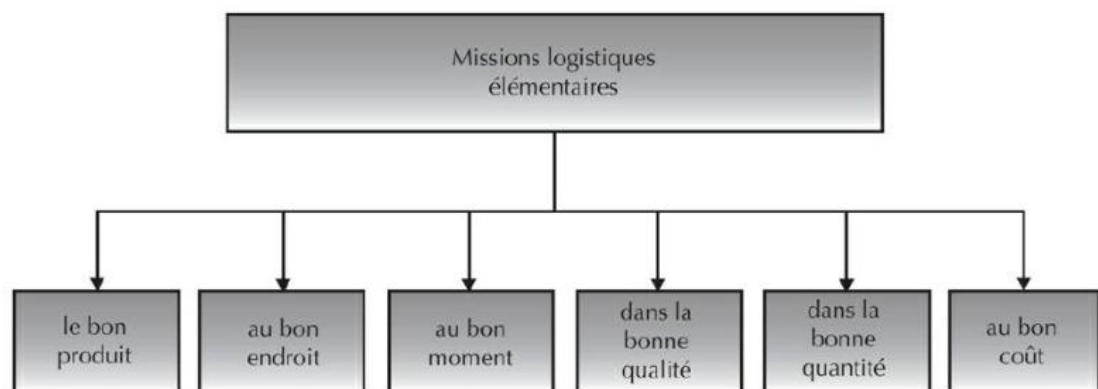 Missions logistiques
élémentaires
le bon
produit
au bon
endroit
au bon
moment
dans la
bonne
qualité
dans la
bonne
quantité
au bon
coût